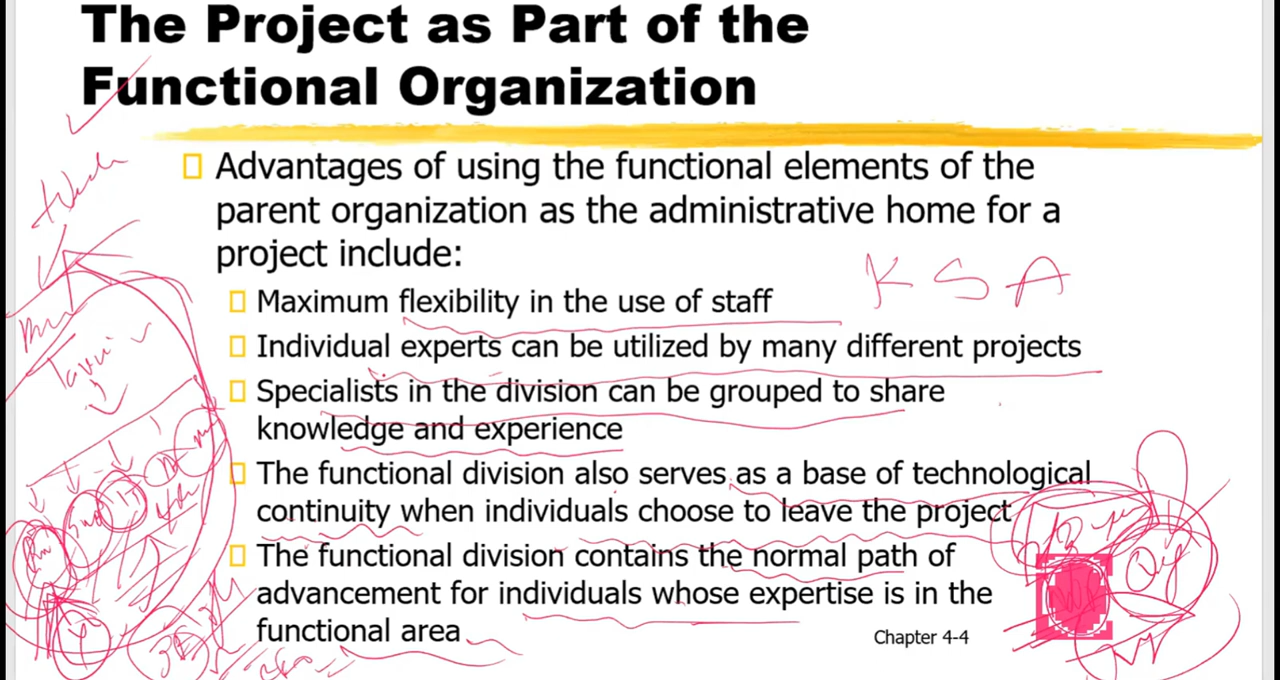 The Project as Part of the
Functional Organization
Advantages of using the functional elements of the
parent organization as the administrative home for a
project include:
KSA
Maximum flexibility in the use of staff
Individual experts can be utilized by many different projects
Specialists in the division can be grouped to share
knowledge and experience
The functional division also serves as a base of technological
continuity when individuals choose to leave the project
The functional division contains the normal path of
advancement for individuals whose expertise is in the
functional area
Chapter 4-4